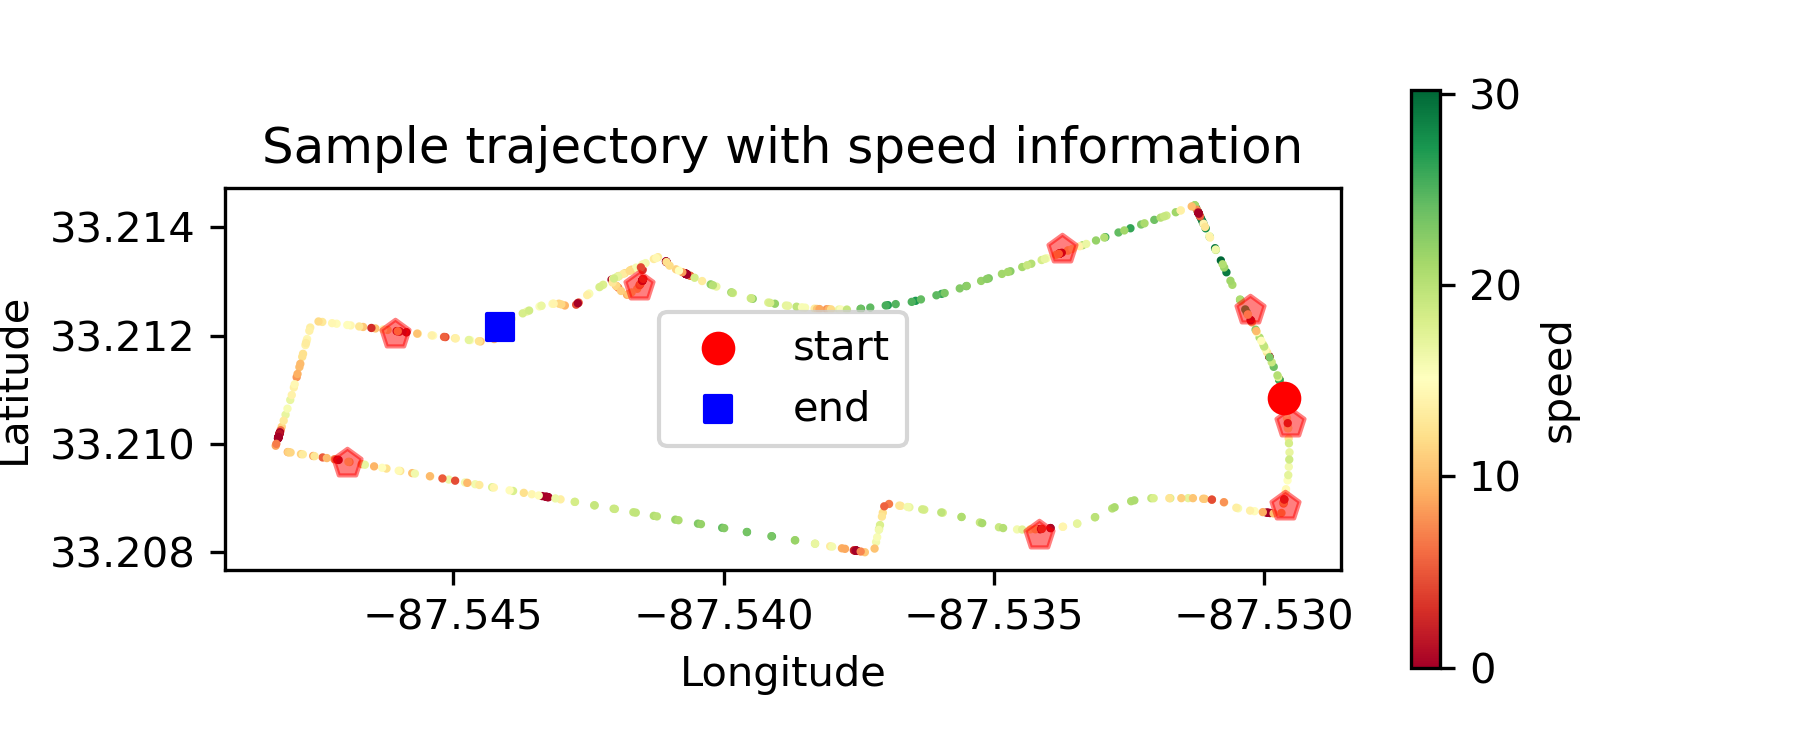 Sample trajectory with speed information
33.214
33.212
33.210
33.208
Latitude
−87.545
−87.540
−87.535
−87.530
Longitude
start
end
30
20
10
0
speed